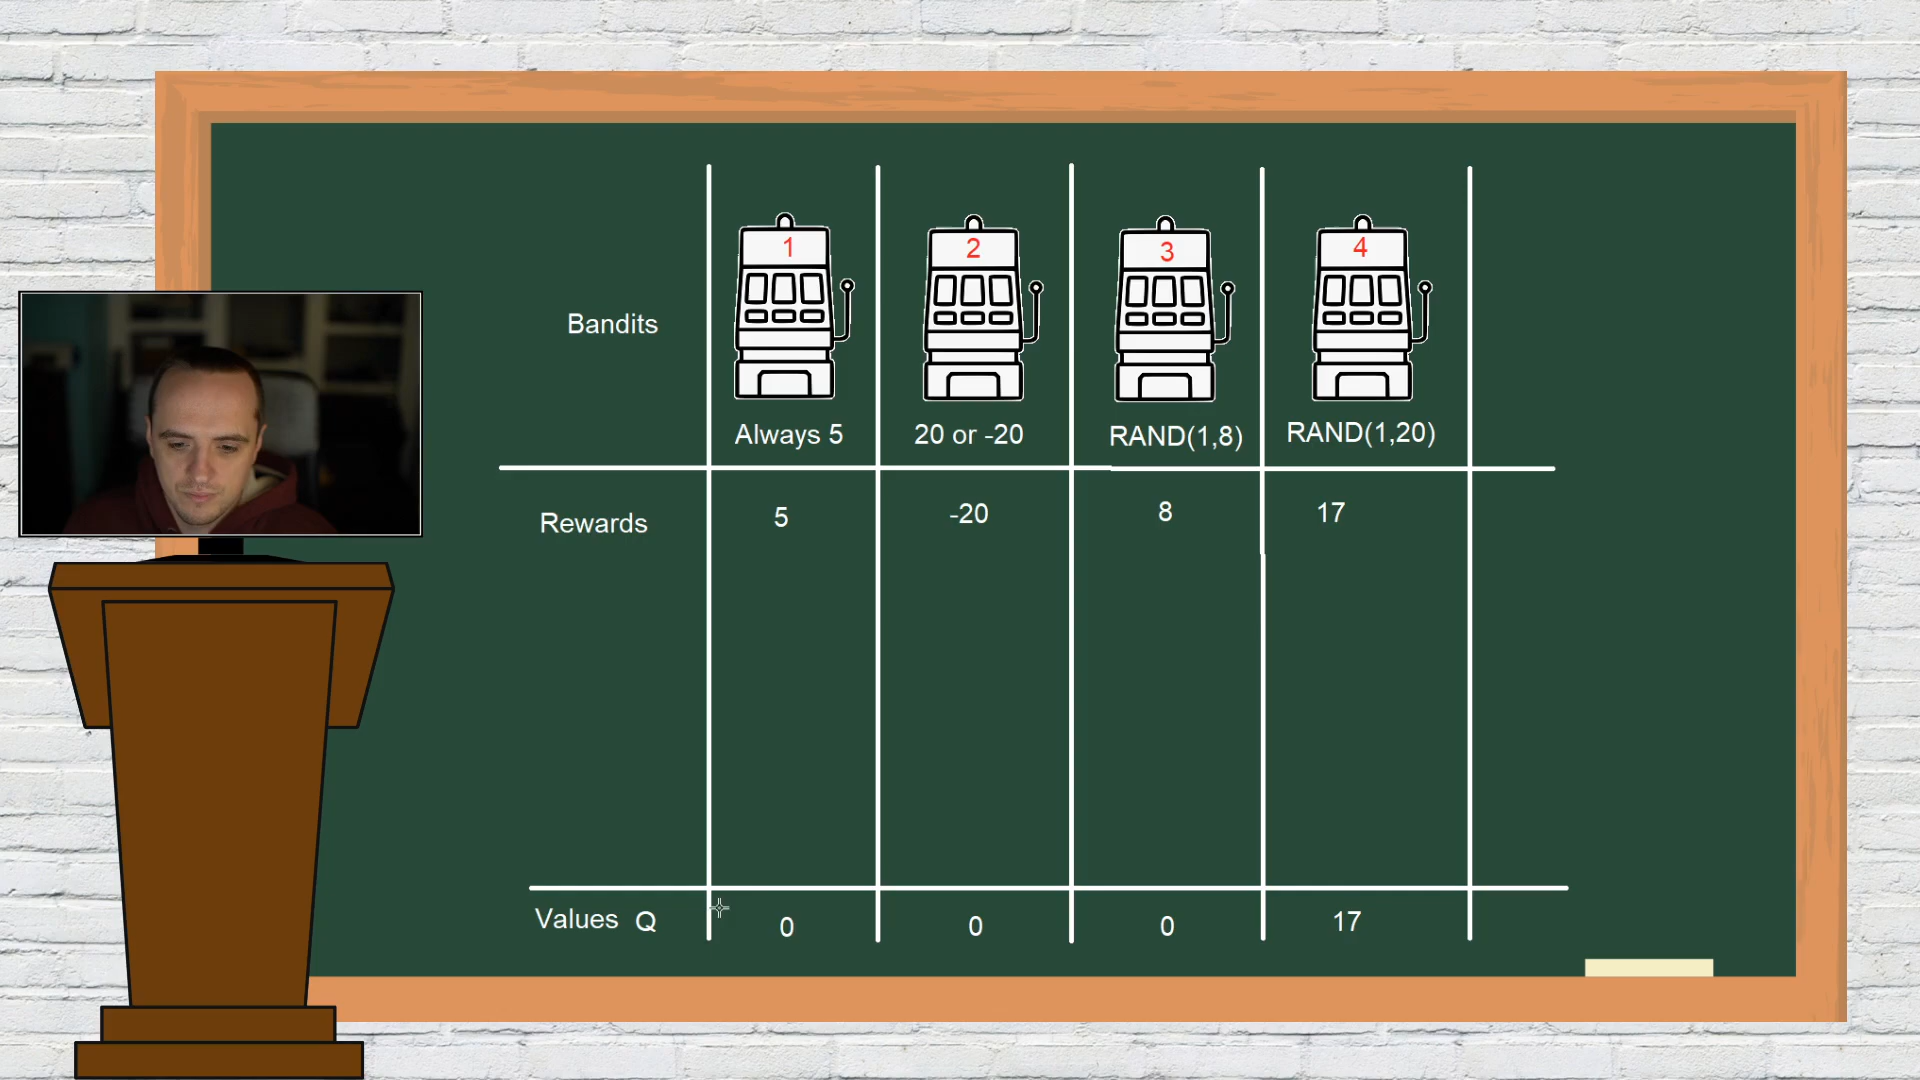 1 2 3 4
Bandits
Always 5 20 or -20 RAND(1,8) RAND(1,20)
Rewards 5 -20 8 17
Values Q 0 0 0 17